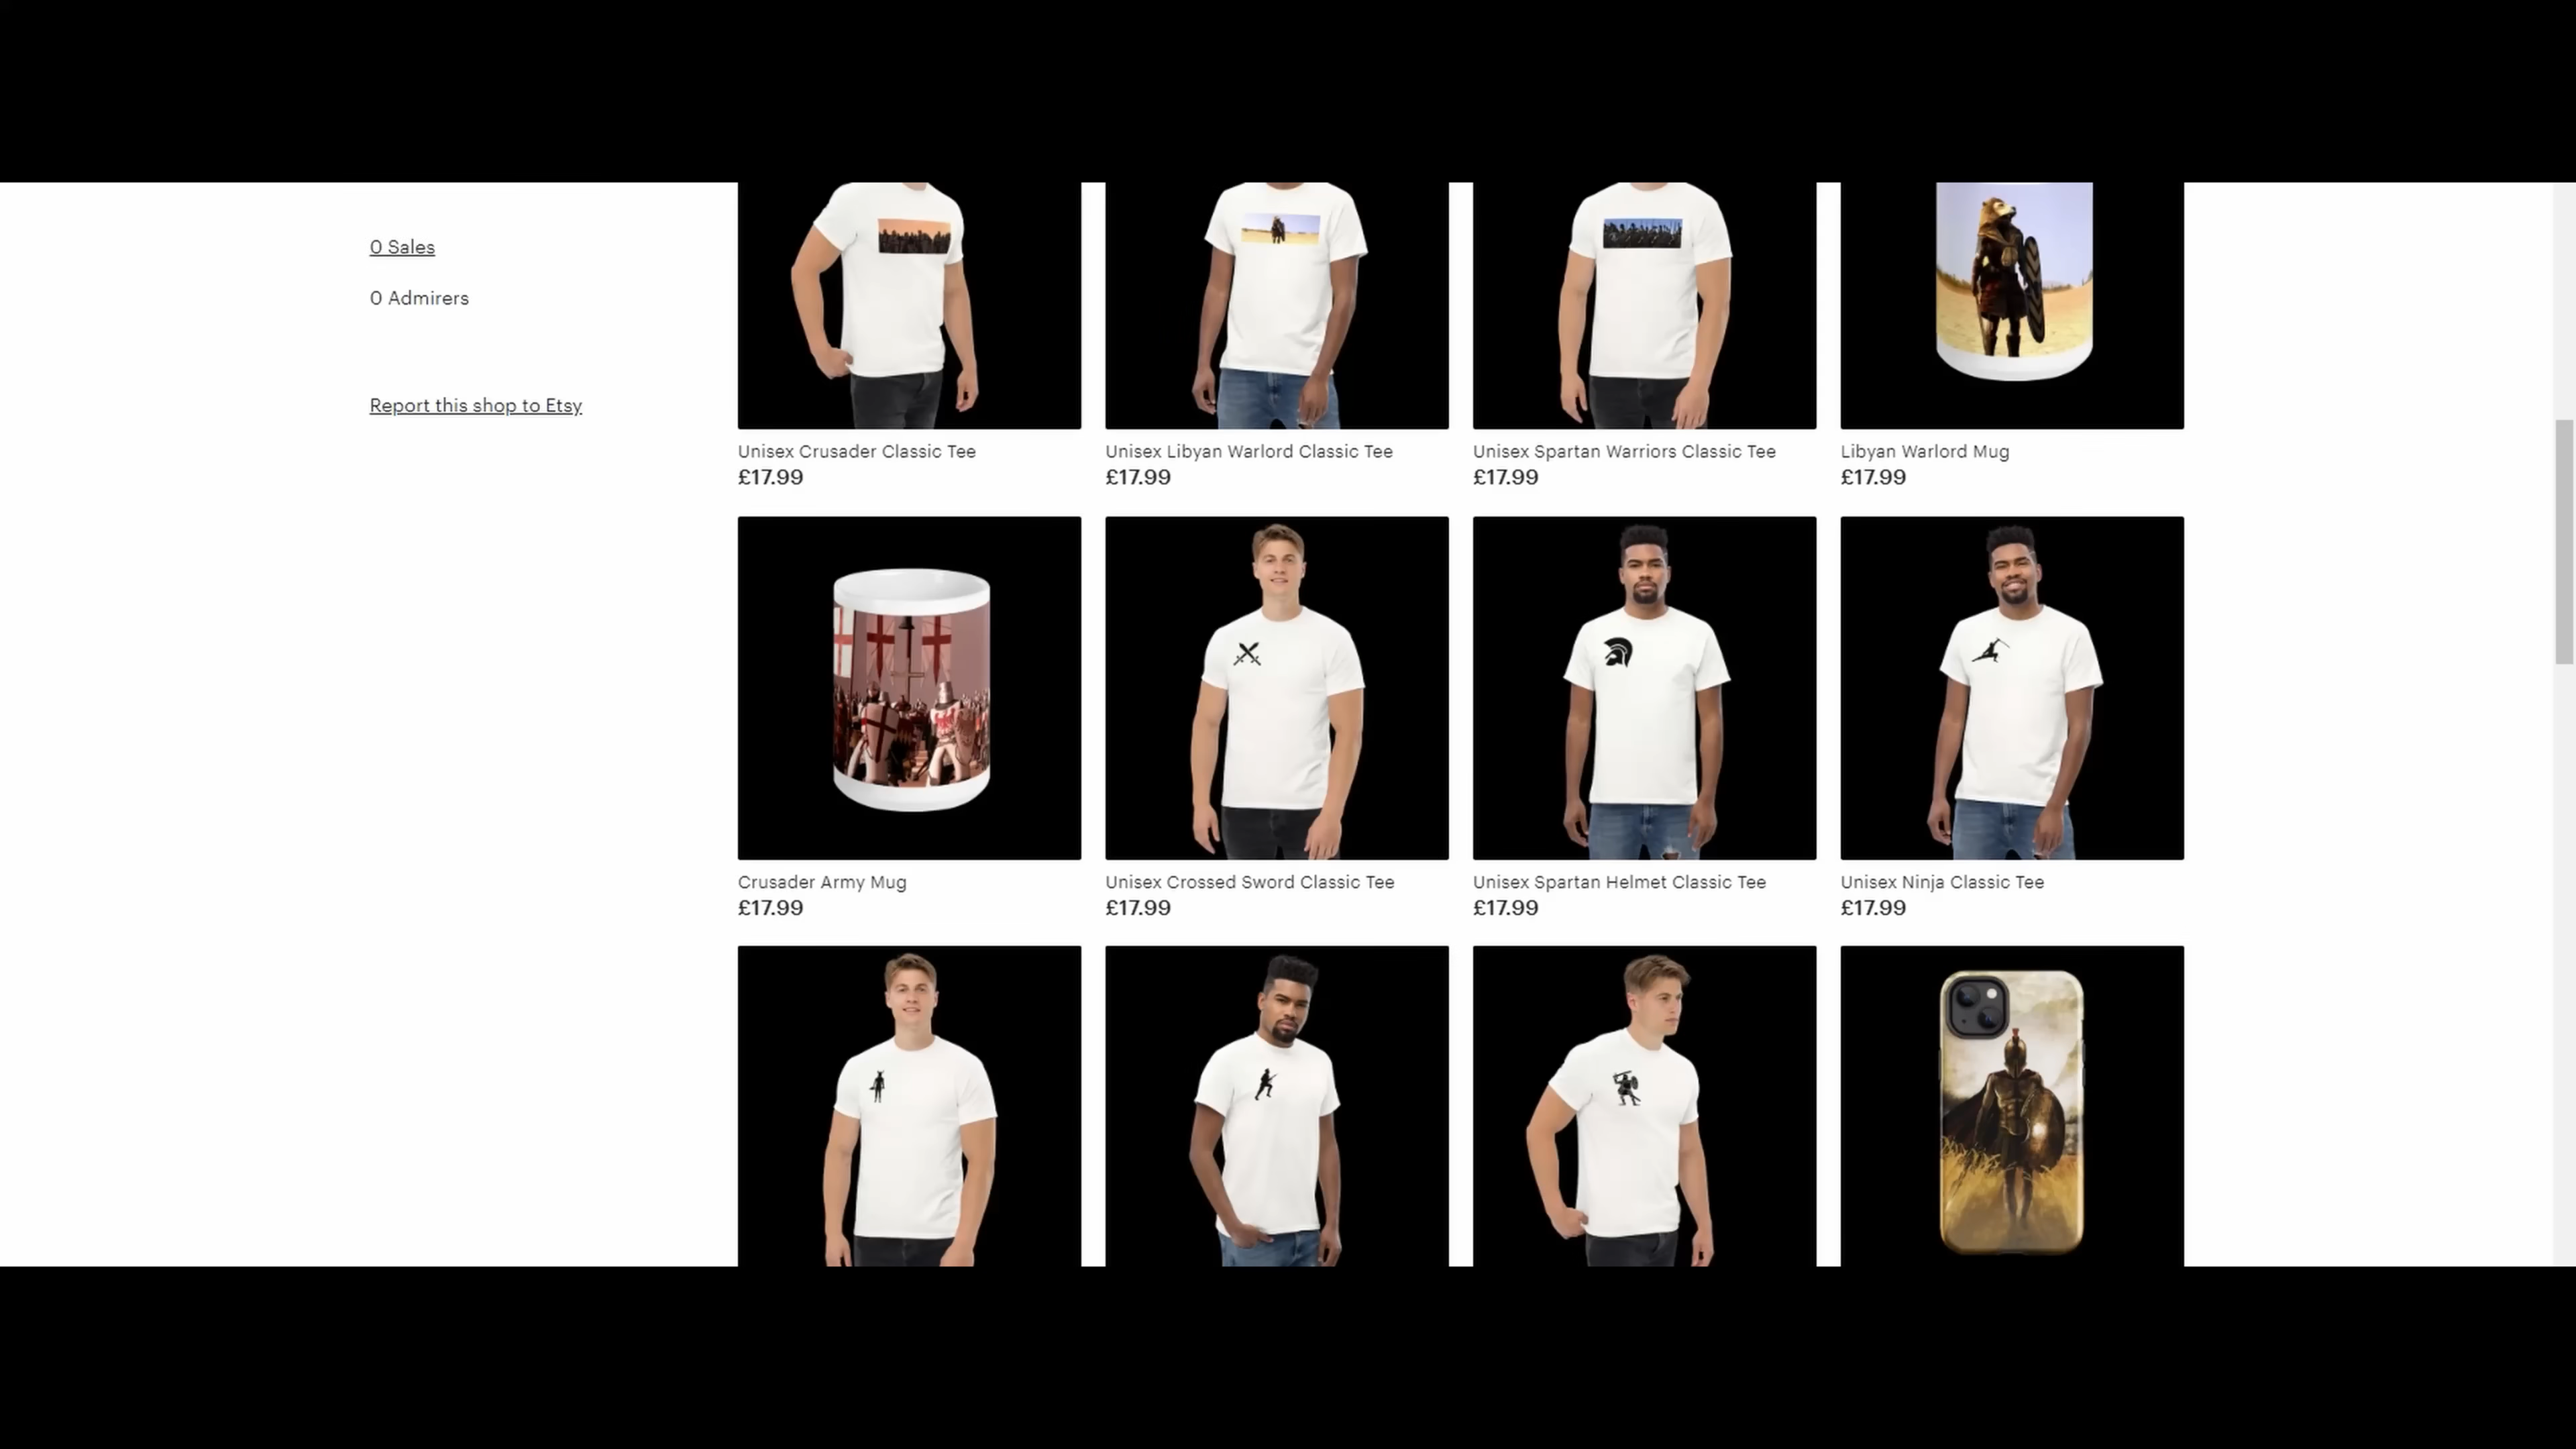 0 Sales
0 Admirers
Report this shop to Etsy
Unisex Crusader Classic Tee
£17.99
Unisex Libyan Warlord Classic Tee
£17.99
Unisex Spartan Warriors Classic Tee
£17.99
Libyan Warlord Mug
£17.99
Crusader Army Mug
£17.99
Unisex Crossed Sword Classic Tee
£17.99
Unisex Spartan Helmet Classic Tee
£17.99
Unisex Ninja Classic Tee
£17.99